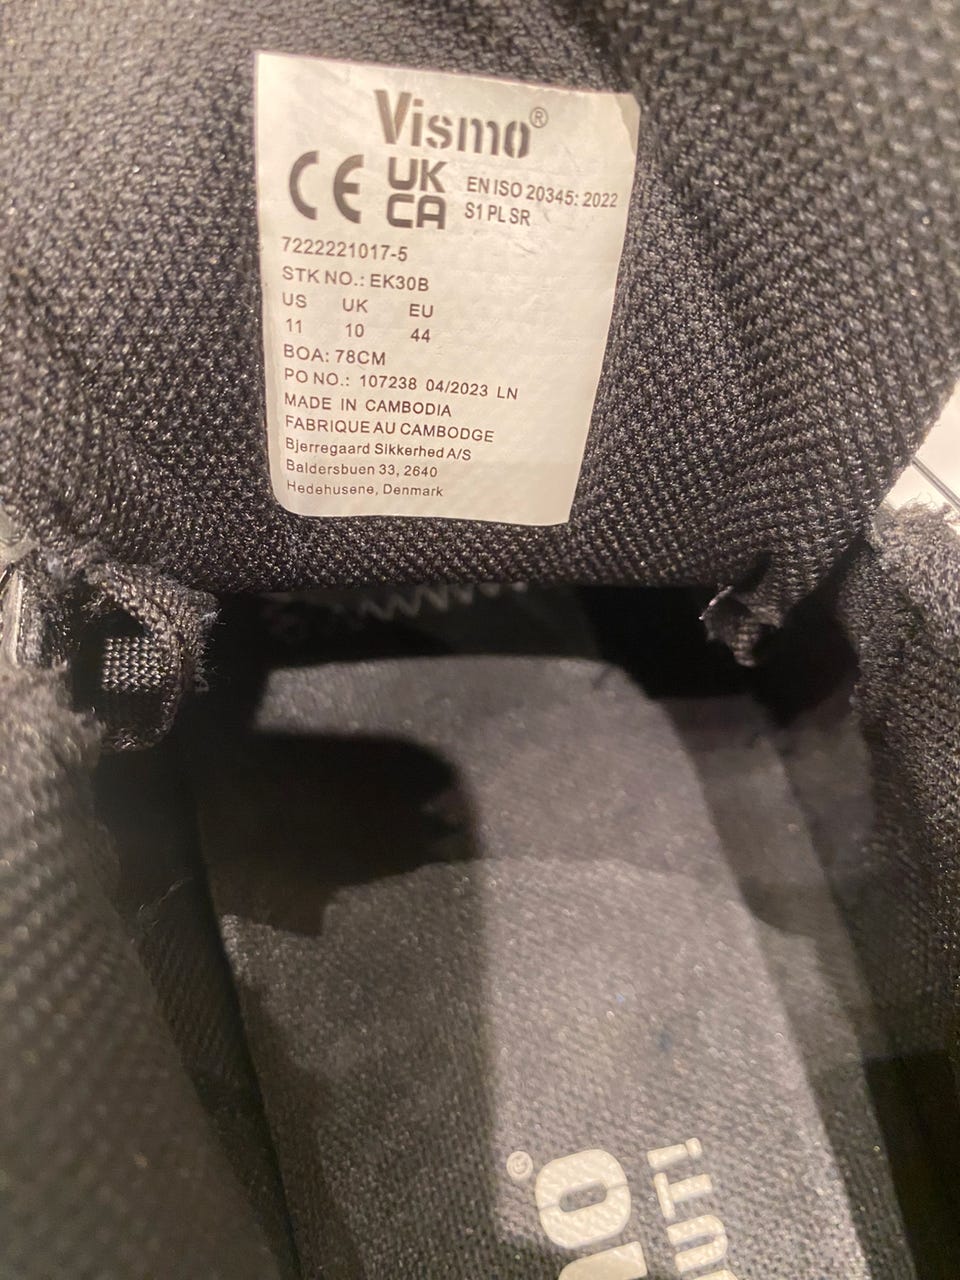 Vismo®
CE UK CA EN ISO 20345: 2022
S1 PL SR
7222221017-5
STK NO.: EK30B
US UK EU
11 10 44
BOA: 78CM
PO NO.: 107238 04/2023 LN
MADE IN CAMBODIA
FABRIQUE AU CAMBODGE
Bjerregaard Sikkerhed A/S
Baldersbuen 33, 2640
Hedehusene, Denmark